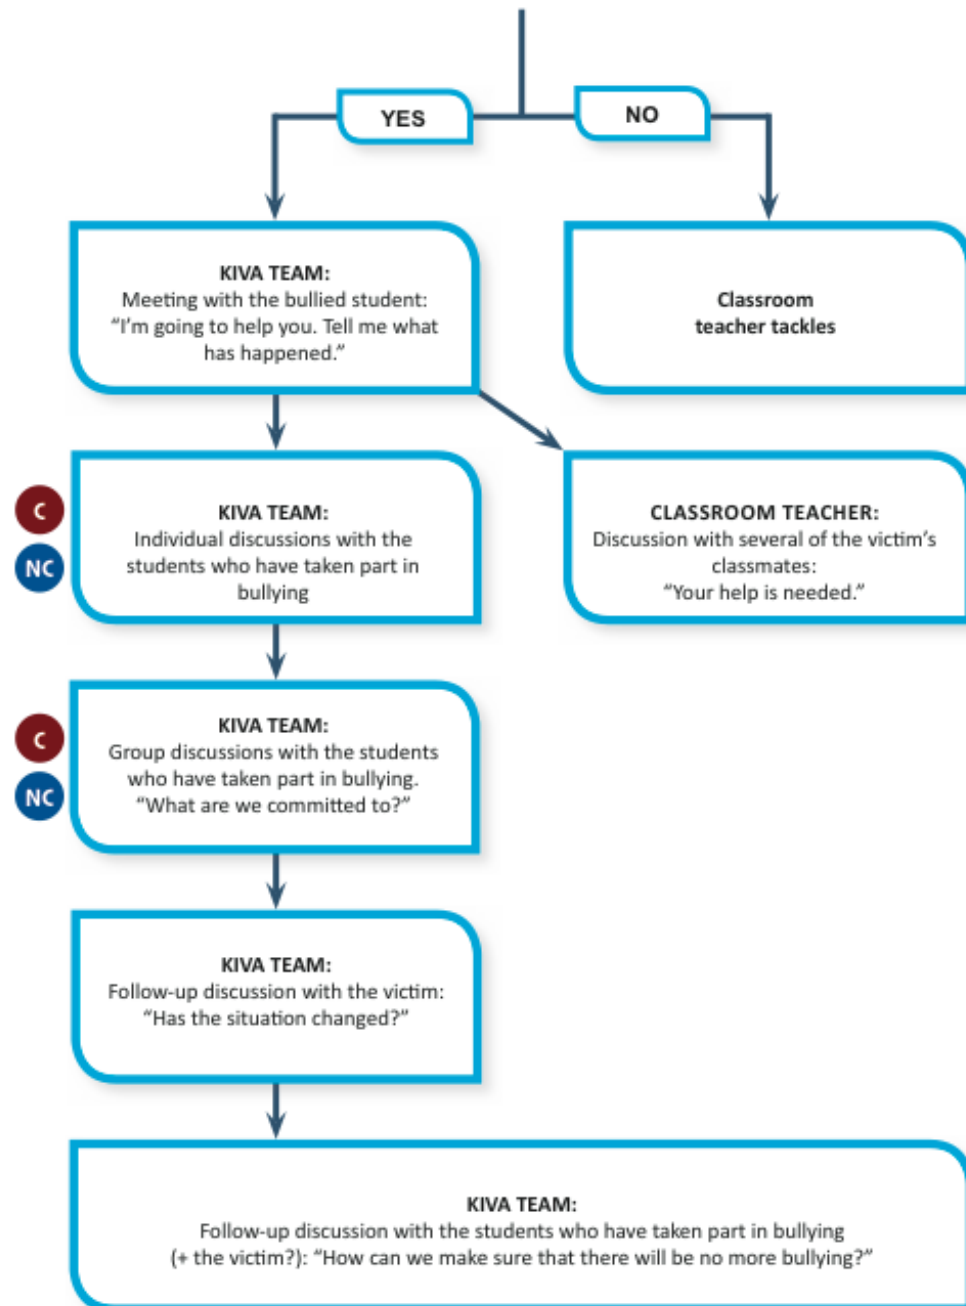 YES
NO
KIVA TEAM:
Meeting with the bullied student:
“I’m going to help you. Tell me what
has happened.”
Classroom
teacher tackles
C
NC
KIVA TEAM:
Individual discussions with the
students who have taken part in
bullying
CLASSROOM TEACHER:
Discussion with several of the victim’s
classmates:
“Your help is needed.”
C
NC
KIVA TEAM:
Group discussions with the students
who have taken part in bullying.
“What are we committed to?”
KIVA TEAM:
Follow-up discussion with the victim:
“Has the situation changed?”
KIVA TEAM:
Follow-up discussion with the students who have taken part in bullying
(+ the victim?): “How can we make sure that there will be no more bullying?”